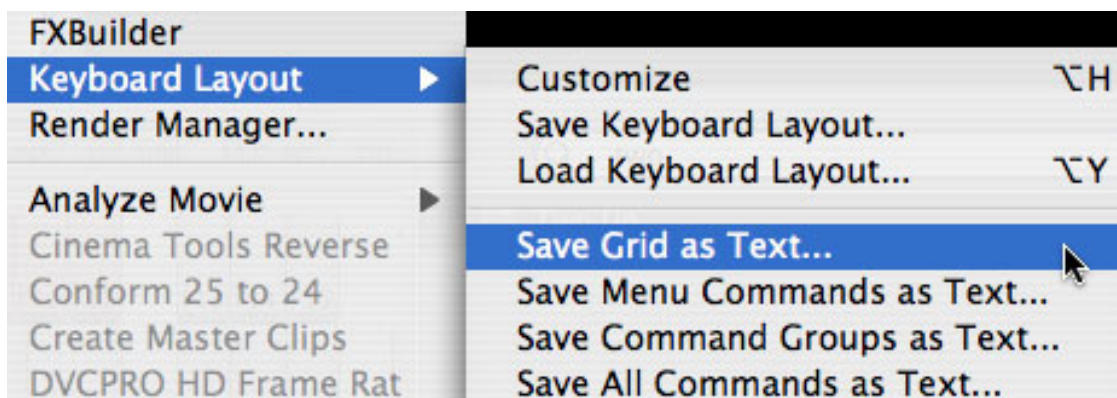 FXBuilder
Keyboard Layout
Render Manager...
Analyze Movie
Cinema Tools Reverse
Conform 25 to 24
Create Master Clips
DVCPRO HD Frame Rat
Customize ⌥H
Save Keyboard Layout...
Load Keyboard Layout... ⌥Y
Save Grid as Text...
Save Menu Commands as Text...
Save Command Groups as Text...
Save All Commands as Text...